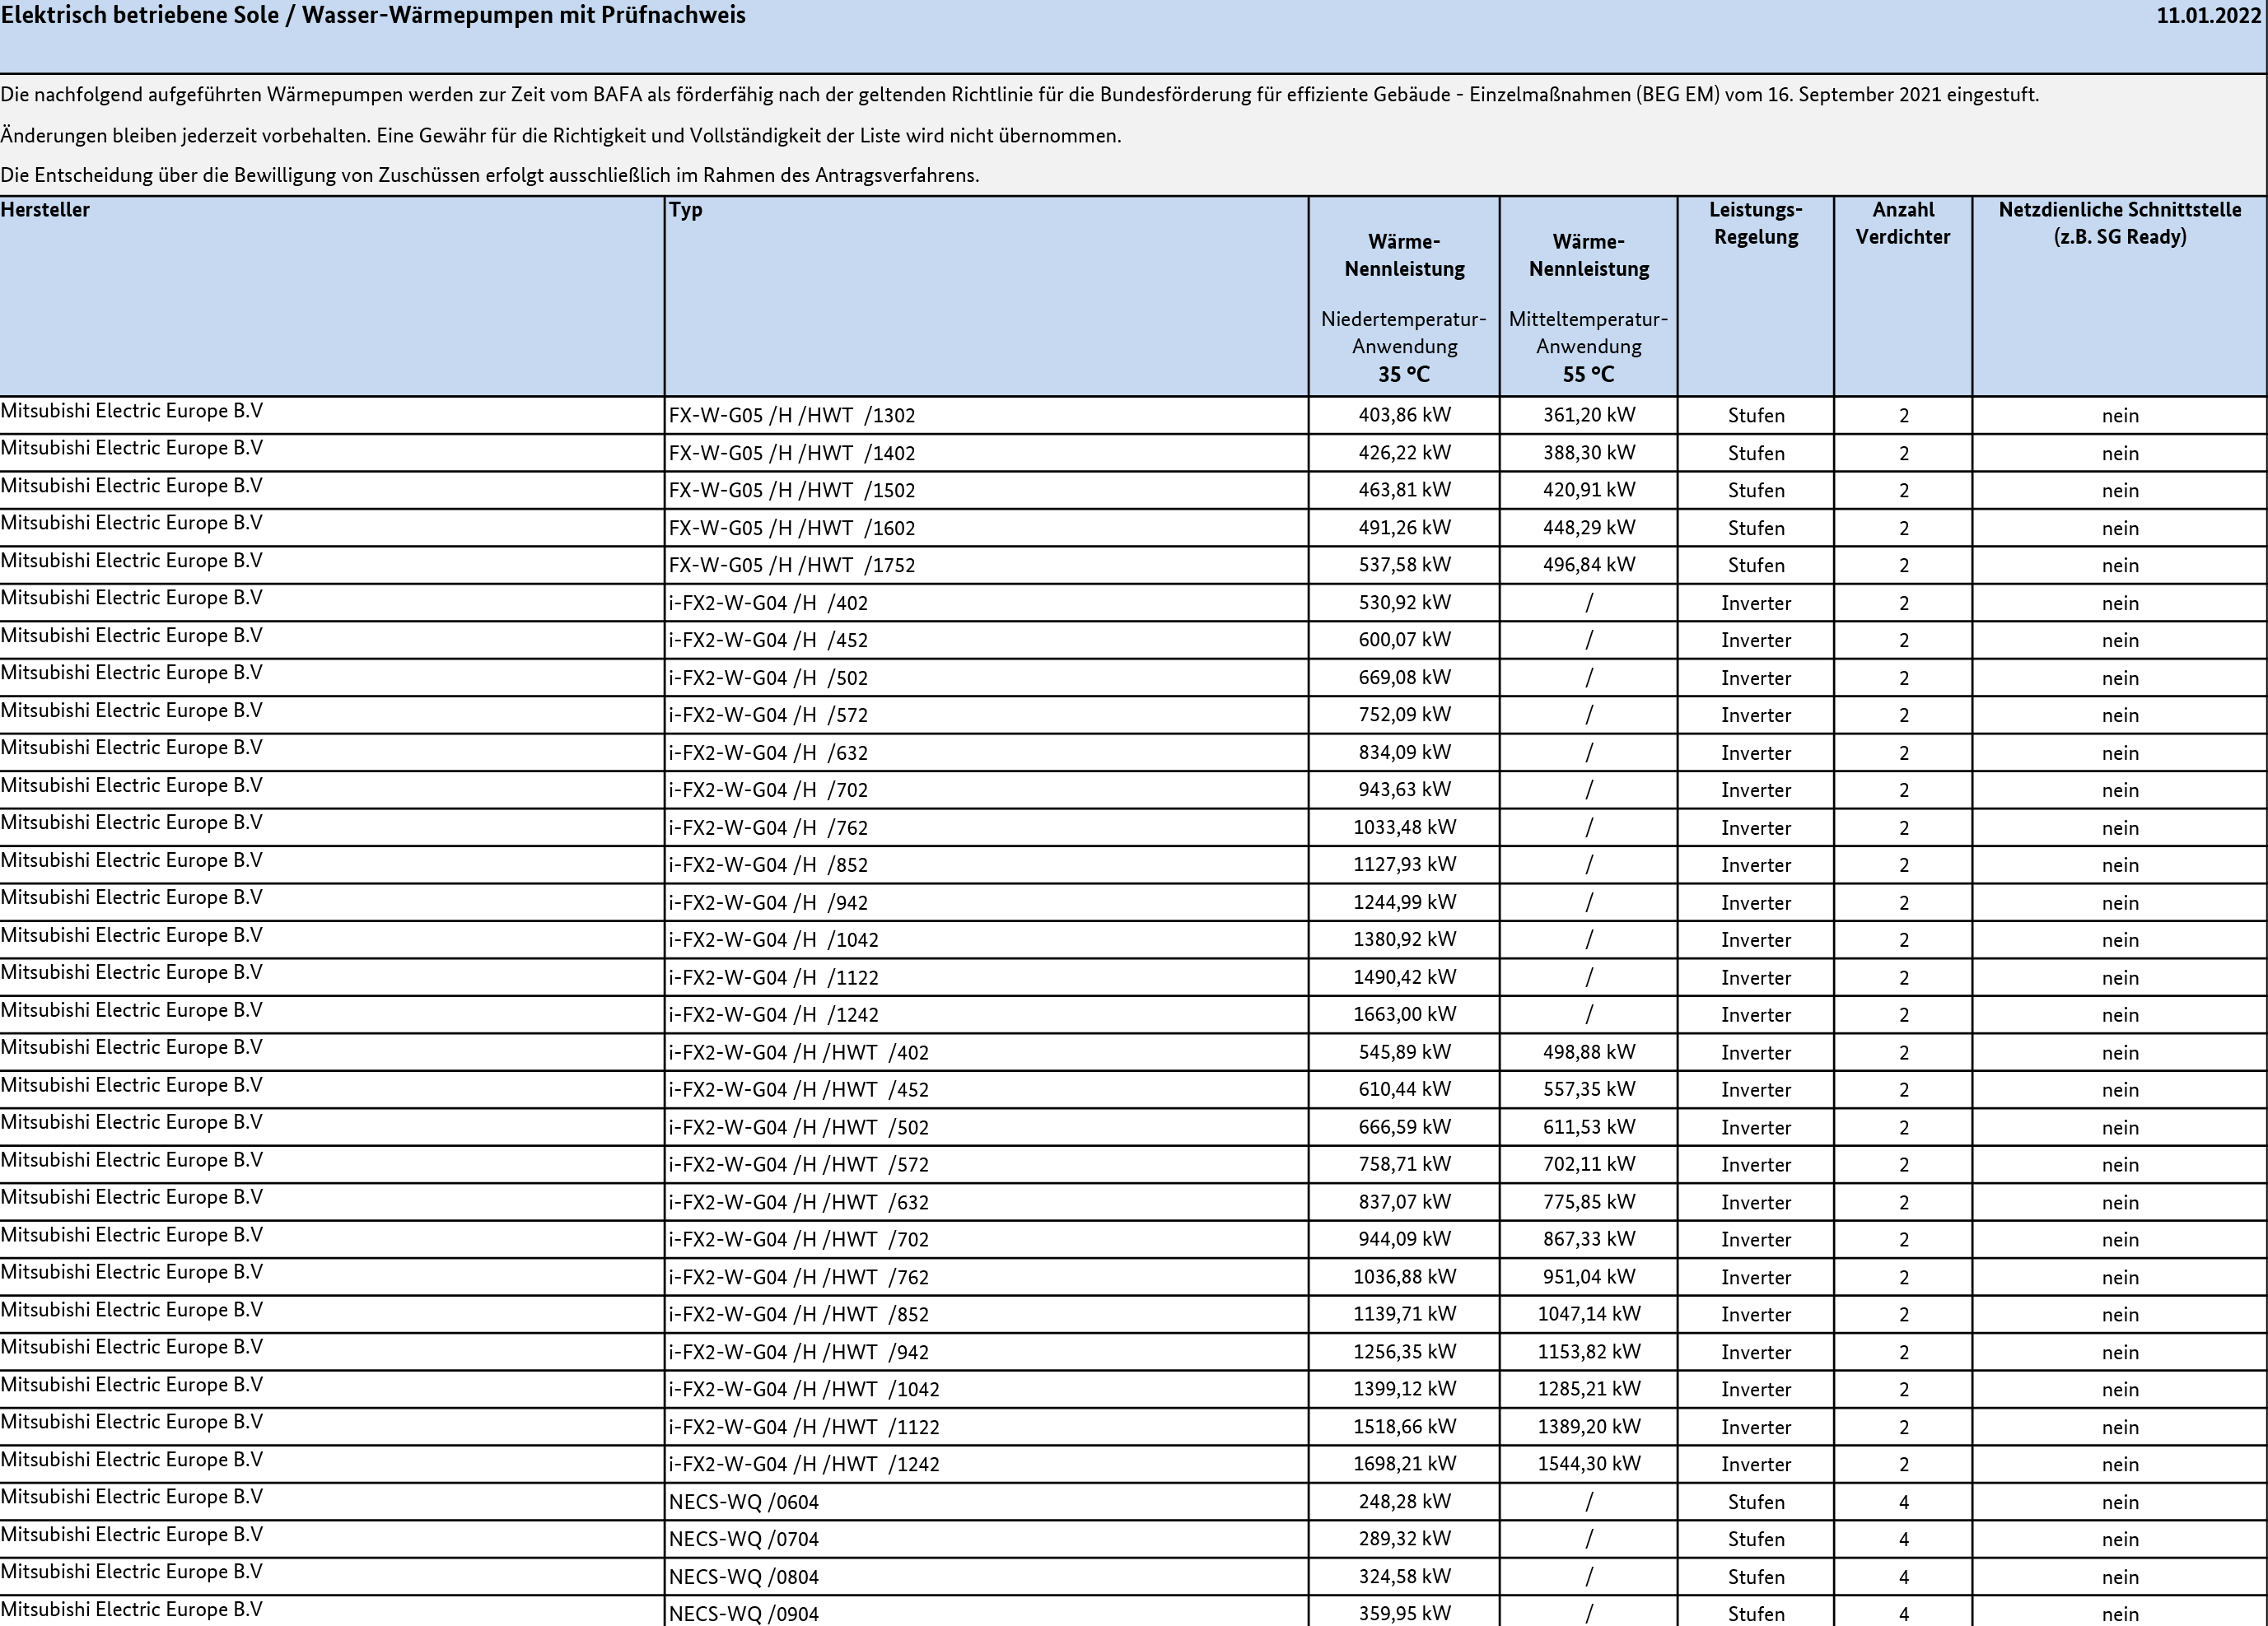 Elektrisch betriebene Sole / Wasser-Wärmepumpen mit Prüfnachweis 11.01.2022
Die nachfolgend aufgeführten Wärmepumpen werden zur Zeit vom BAFA als förderfähig nach der geltenden Richtlinie für die Bundesförderung für effiziente Gebäude - Einzelmaßnahmen (BEG EM) vom 16. September 2021 eingestuft.
Änderungen bleiben jederzeit vorbehalten. Eine Gewähr für die Richtigkeit und Vollständigkeit der Liste wird nicht übernommen.
Die Entscheidung über die Bewilligung von Zuschüssen erfolgt ausschließlich im Rahmen des Antragsverfahrens.
Hersteller Typ Wärme-Nennleistung Niedertemperatur-Anwendung 35 °C Wärme-Nennleistung Mitteltemperatur-Anwendung 55 °C Leistungs-Regelung Anzahl Verdichter Netzdienliche Schnittstelle (z.B. SG Ready)
Mitsubishi Electric Europe B.V FX-W-G05 /H /HWT /1302 403,86 kW 361,20 kW Stufen 2 nein
Mitsubishi Electric Europe B.V FX-W-G05 /H /HWT /1402 426,22 kW 388,30 kW Stufen 2 nein
Mitsubishi Electric Europe B.V FX-W-G05 /H /HWT /1502 463,81 kW 420,91 kW Stufen 2 nein
Mitsubishi Electric Europe B.V FX-W-G05 /H /HWT /1602 491,26 kW 448,29 kW Stufen 2 nein
Mitsubishi Electric Europe B.V FX-W-G05 /H /HWT /1752 537,58 kW 496,84 kW Stufen 2 nein
Mitsubishi Electric Europe B.V i-FX2-W-G04 /H /402 530,92 kW / Inverter 2 nein
Mitsubishi Electric Europe B.V i-FX2-W-G04 /H /452 600,07 kW / Inverter 2 nein
Mitsubishi Electric Europe B.V i-FX2-W-G04 /H /502 669,08 kW / Inverter 2 nein
Mitsubishi Electric Europe B.V i-FX2-W-G04 /H /572 752,09 kW / Inverter 2 nein
Mitsubishi Electric Europe B.V i-FX2-W-G04 /H /632 834,09 kW / Inverter 2 nein
Mitsubishi Electric Europe B.V i-FX2-W-G04 /H /702 943,63 kW / Inverter 2 nein
Mitsubishi Electric Europe B.V i-FX2-W-G04 /H /762 1033,48 kW / Inverter 2 nein
Mitsubishi Electric Europe B.V i-FX2-W-G04 /H /852 1127,93 kW / Inverter 2 nein
Mitsubishi Electric Europe B.V i-FX2-W-G04 /H /942 1244,99 kW / Inverter 2 nein
Mitsubishi Electric Europe B.V i-FX2-W-G04 /H /1042 1380,92 kW / Inverter 2 nein
Mitsubishi Electric Europe B.V i-FX2-W-G04 /H /1122 1490,42 kW / Inverter 2 nein
Mitsubishi Electric Europe B.V i-FX2-W-G04 /H /1242 1663,00 kW / Inverter 2 nein
Mitsubishi Electric Europe B.V i-FX2-W-G04 /H /HWT /402 545,89 kW 498,88 kW Inverter 2 nein
Mitsubishi Electric Europe B.V i-FX2-W-G04 /H /HWT /452 610,44 kW 557,35 kW Inverter 2 nein
Mitsubishi Electric Europe B.V i-FX2-W-G04 /H /HWT /502 666,59 kW 611,53 kW Inverter 2 nein
Mitsubishi Electric Europe B.V i-FX2-W-G04 /H /HWT /572 758,71 kW 702,11 kW Inverter 2 nein
Mitsubishi Electric Europe B.V i-FX2-W-G04 /H /HWT /632 837,07 kW 775,85 kW Inverter 2 nein
Mitsubishi Electric Europe B.V i-FX2-W-G04 /H /HWT /702 944,09 kW 867,33 kW Inverter 2 nein
Mitsubishi Electric Europe B.V i-FX2-W-G04 /H /HWT /762 1036,88 kW 951,04 kW Inverter 2 nein
Mitsubishi Electric Europe B.V i-FX2-W-G04 /H /HWT /852 1139,71 kW 1047,14 kW Inverter 2 nein
Mitsubishi Electric Europe B.V i-FX2-W-G04 /H /HWT /942 1256,35 kW 1153,82 kW Inverter 2 nein
Mitsubishi Electric Europe B.V i-FX2-W-G04 /H /HWT /1042 1399,12 kW 1285,21 kW Inverter 2 nein
Mitsubishi Electric Europe B.V i-FX2-W-G04 /H /HWT /1122 1518,66 kW 1389,20 kW Inverter 2 nein
Mitsubishi Electric Europe B.V i-FX2-W-G04 /H /HWT /1242 1698,21 kW 1544,30 kW Inverter 2 nein
Mitsubishi Electric Europe B.V NECS-WQ /0604 248,28 kW / Stufen 4 nein
Mitsubishi Electric Europe B.V NECS-WQ /0704 289,32 kW / Stufen 4 nein
Mitsubishi Electric Europe B.V NECS-WQ /0804 324,58 kW / Stufen 4 nein
Mitsubishi Electric Europe B.V NECS-WQ /0904 359,95 kW / Stufen 4 nein